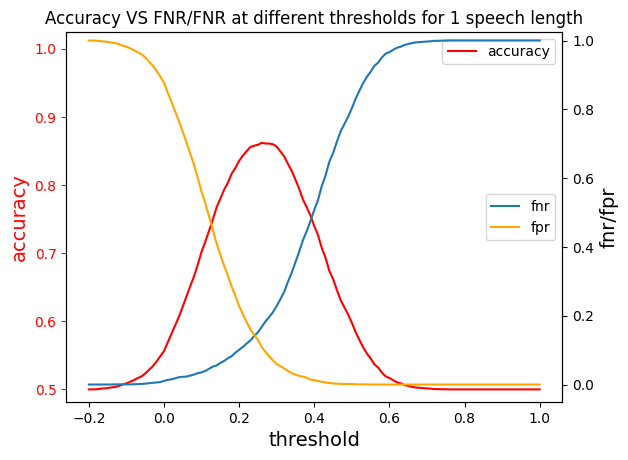 Accuracy VS FNR/FNR at different thresholds for 1 speech length
accuracy
fnr
fpr
1.0
0.9
0.8
0.7
0.6
0.5
accuracy
1.0
0.8
0.6
0.4
0.2
0.0
fnr/fpr
−0.2 0.0 0.2 0.4 0.6 0.8 1.0
threshold